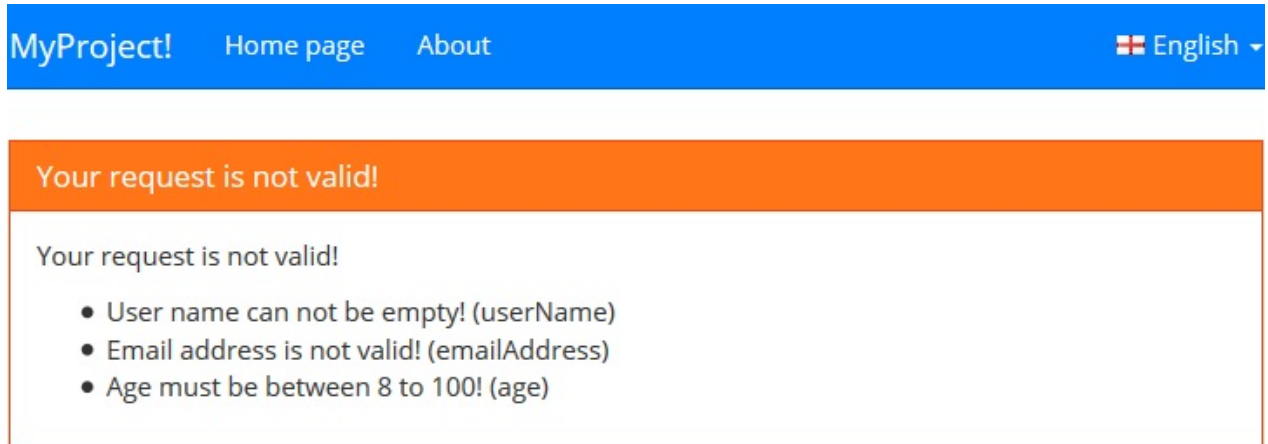 MyProject! Home page About English
Your request is not valid!
Your request is not valid!
User name can not be empty! (userName)
Email address is not valid! (emailAddress)
Age must be between 8 to 100! (age)